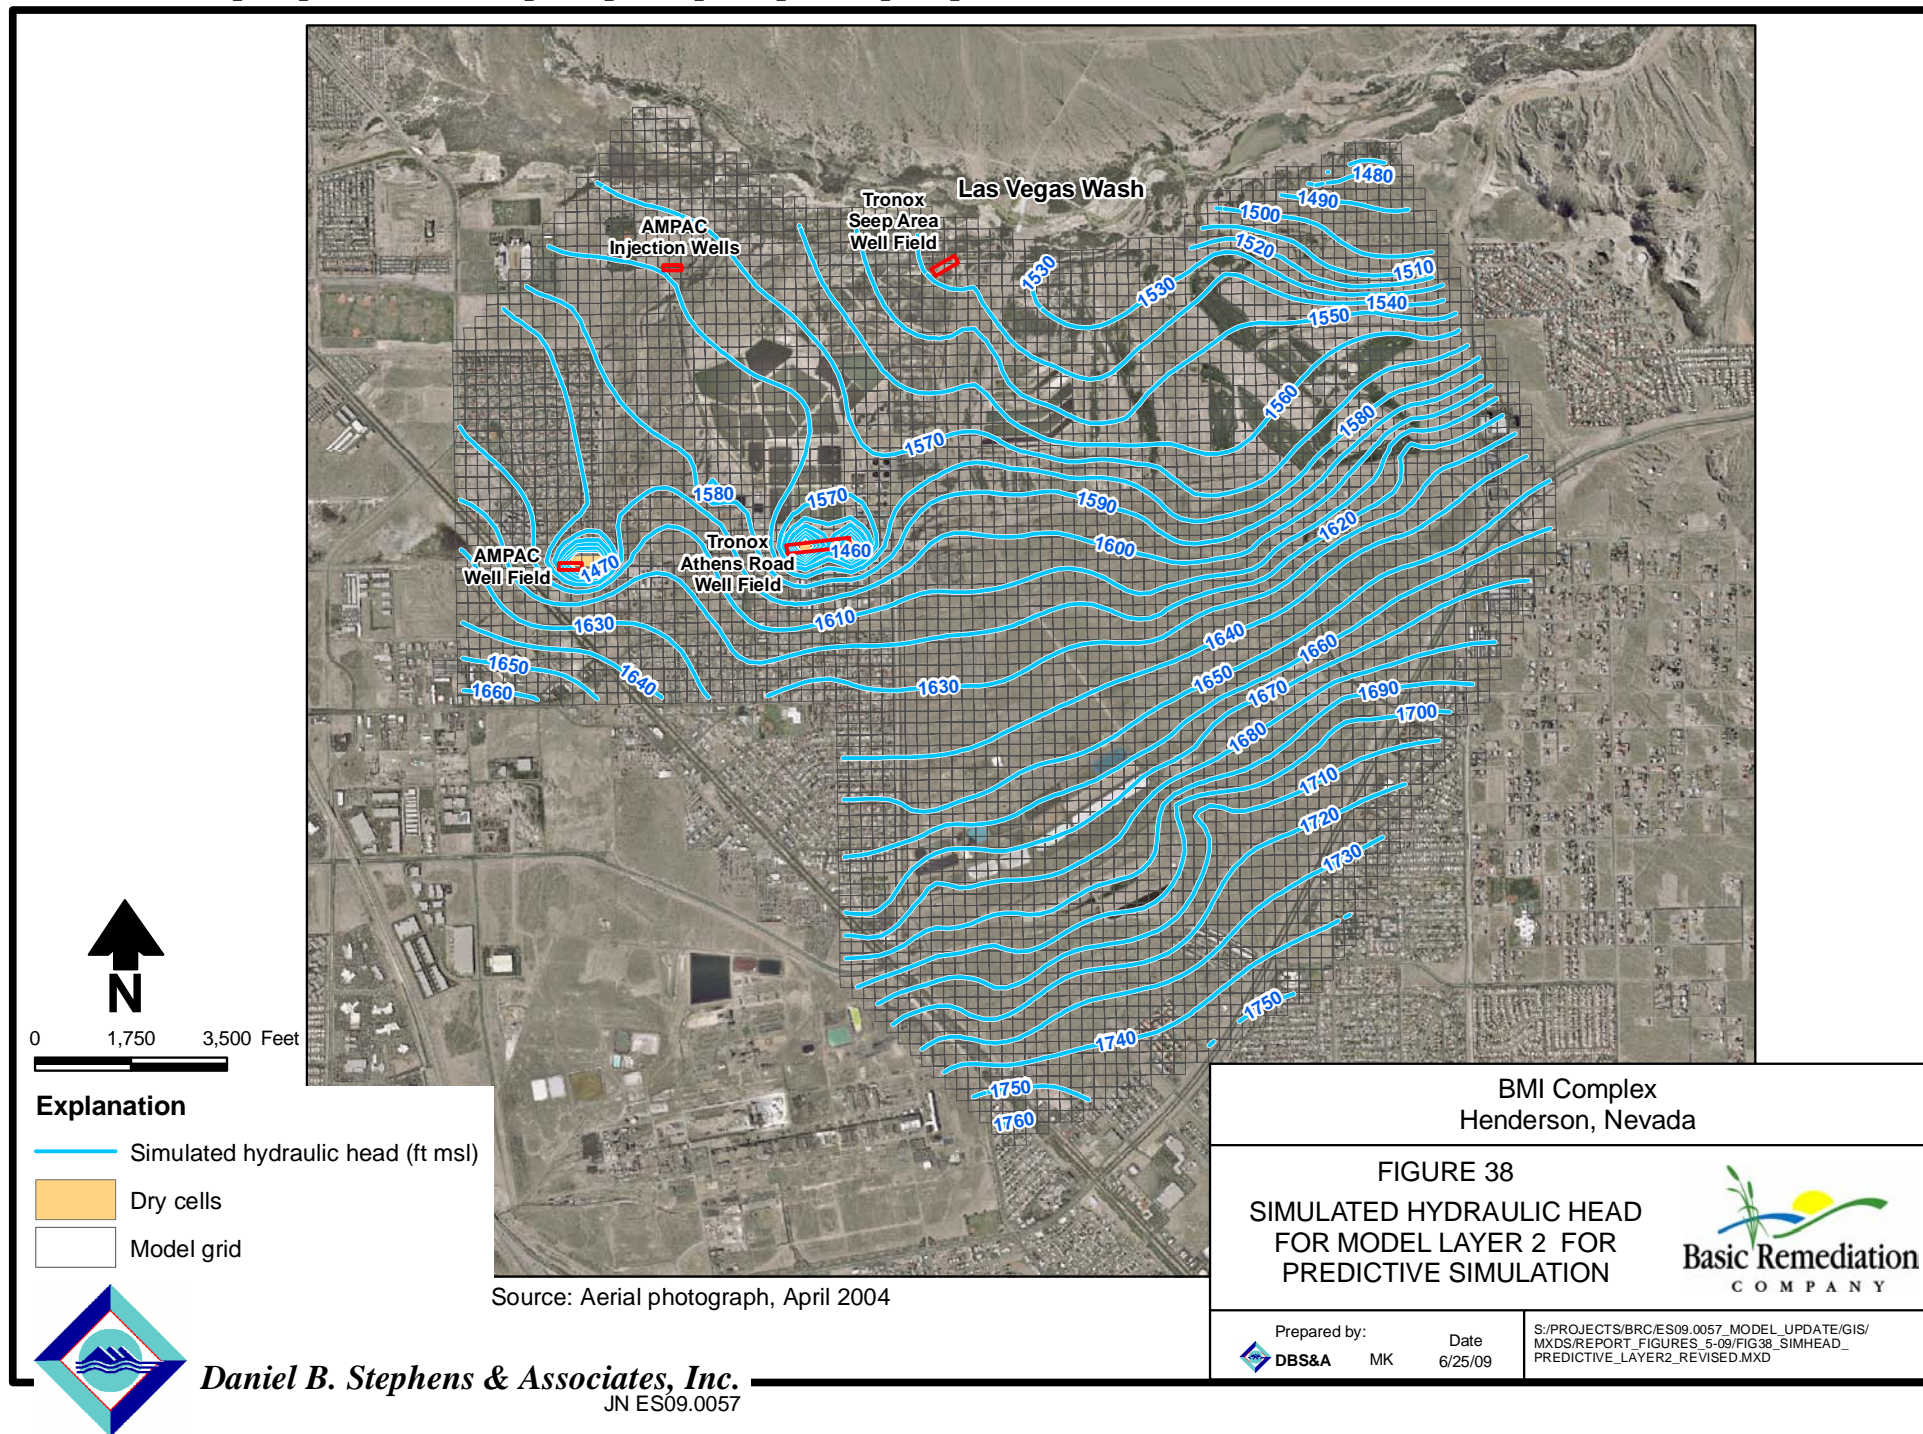 Las Vegas Wash
Tronox
Seep Area
Well Field
AMPAC
Injection Wells
1480
1490
1500
1520
1510
1530
1530
1540
1550
1560
1580
1570
1580
1570
1590
1600
1620
AMPAC
Well Field
1470
Tronox
Athens Road
Well Field
1460
1610
1630
1640
1650
1660
1630
1640
1650
1660
1670
1680
1690
1700
1710
1720
1730
1740
1750
1750
1760
N
0 1,750 3,500 Feet
Explanation
Simulated hydraulic head (ft msl)
Dry cells
Model grid
Source: Aerial photograph, April 2004
Daniel B. Stephens & Associates, Inc.
JN ES09.0057
BMI Complex
Henderson, Nevada
FIGURE 38
SIMULATED HYDRAULIC HEAD
FOR MODEL LAYER 2 FOR
PREDICTIVE SIMULATION
Basic Remediation
COMPANY
Prepared by:
DBS&A MK
Date
6/25/09
S:/PROJECTS/BRC/ES09.0057_MODEL_UPDATE/GIS/
MXDS/REPORT_FIGURES_5-09/FIG38_SIMHEAD_
PREDICTIVE_LAYER2_REVISED.MXD